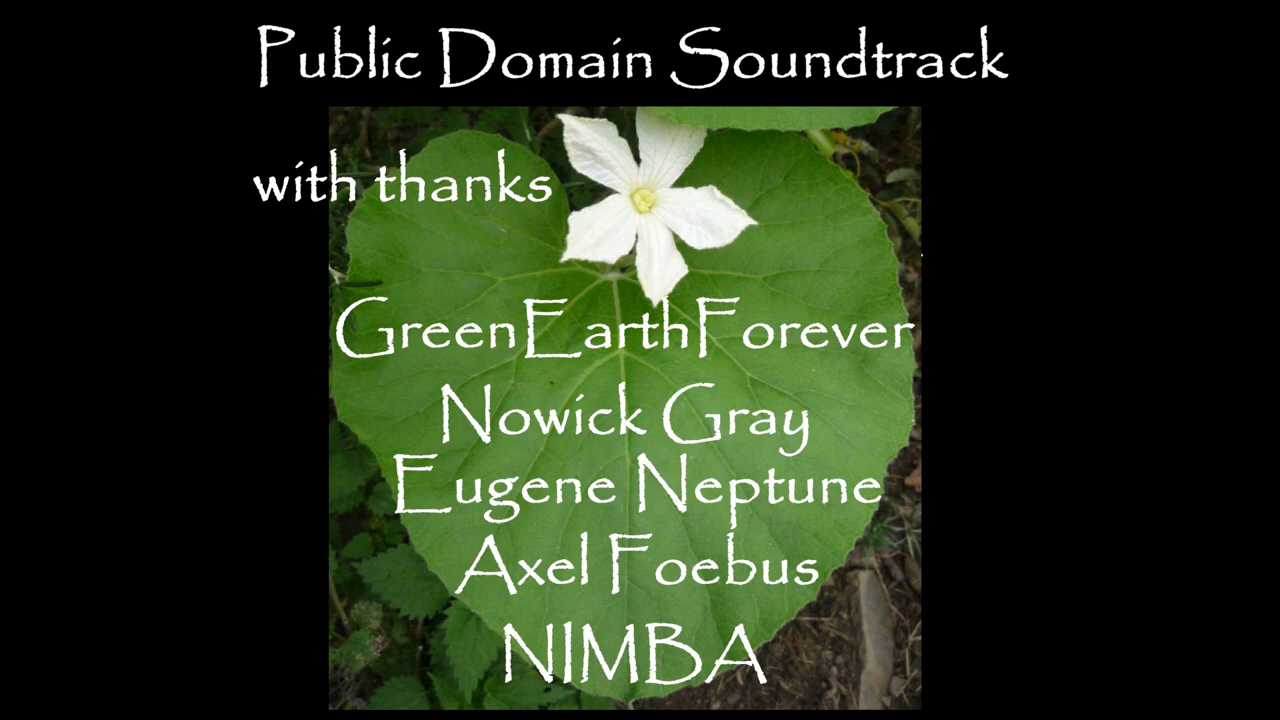 Public Domain Soundtrack
with thanks
GreenEarthForever
Nowick Gray
Eugene Neptune
Axel Foebus
NIMBA